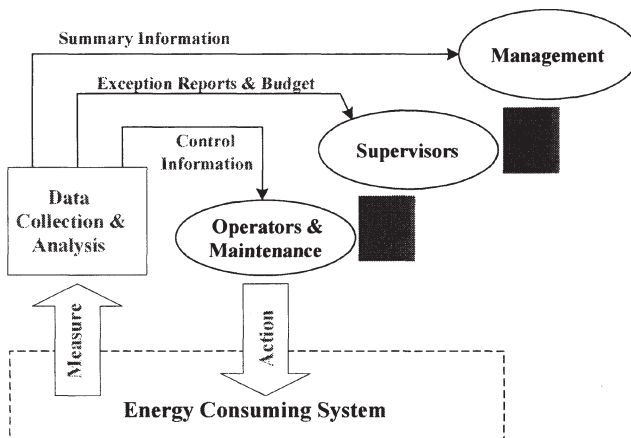 Summary Information
Management
Exception Reports & Budget
Control
Information
Supervisors
Data
Collection &
Analysis
Operators &
Maintenance
Measure
Action
Energy Consuming System